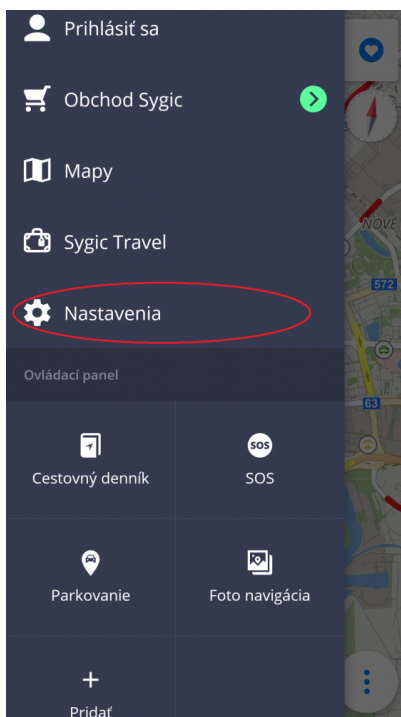 Prihlásiť sa
Obchod Sygic
Mapy
Sygic Travel
NOVÉ
572
Nastavenia
Ovládací panel
63
SOS
Cestovný denník
SOS
Parkovanie
Foto navigácia
Pridať